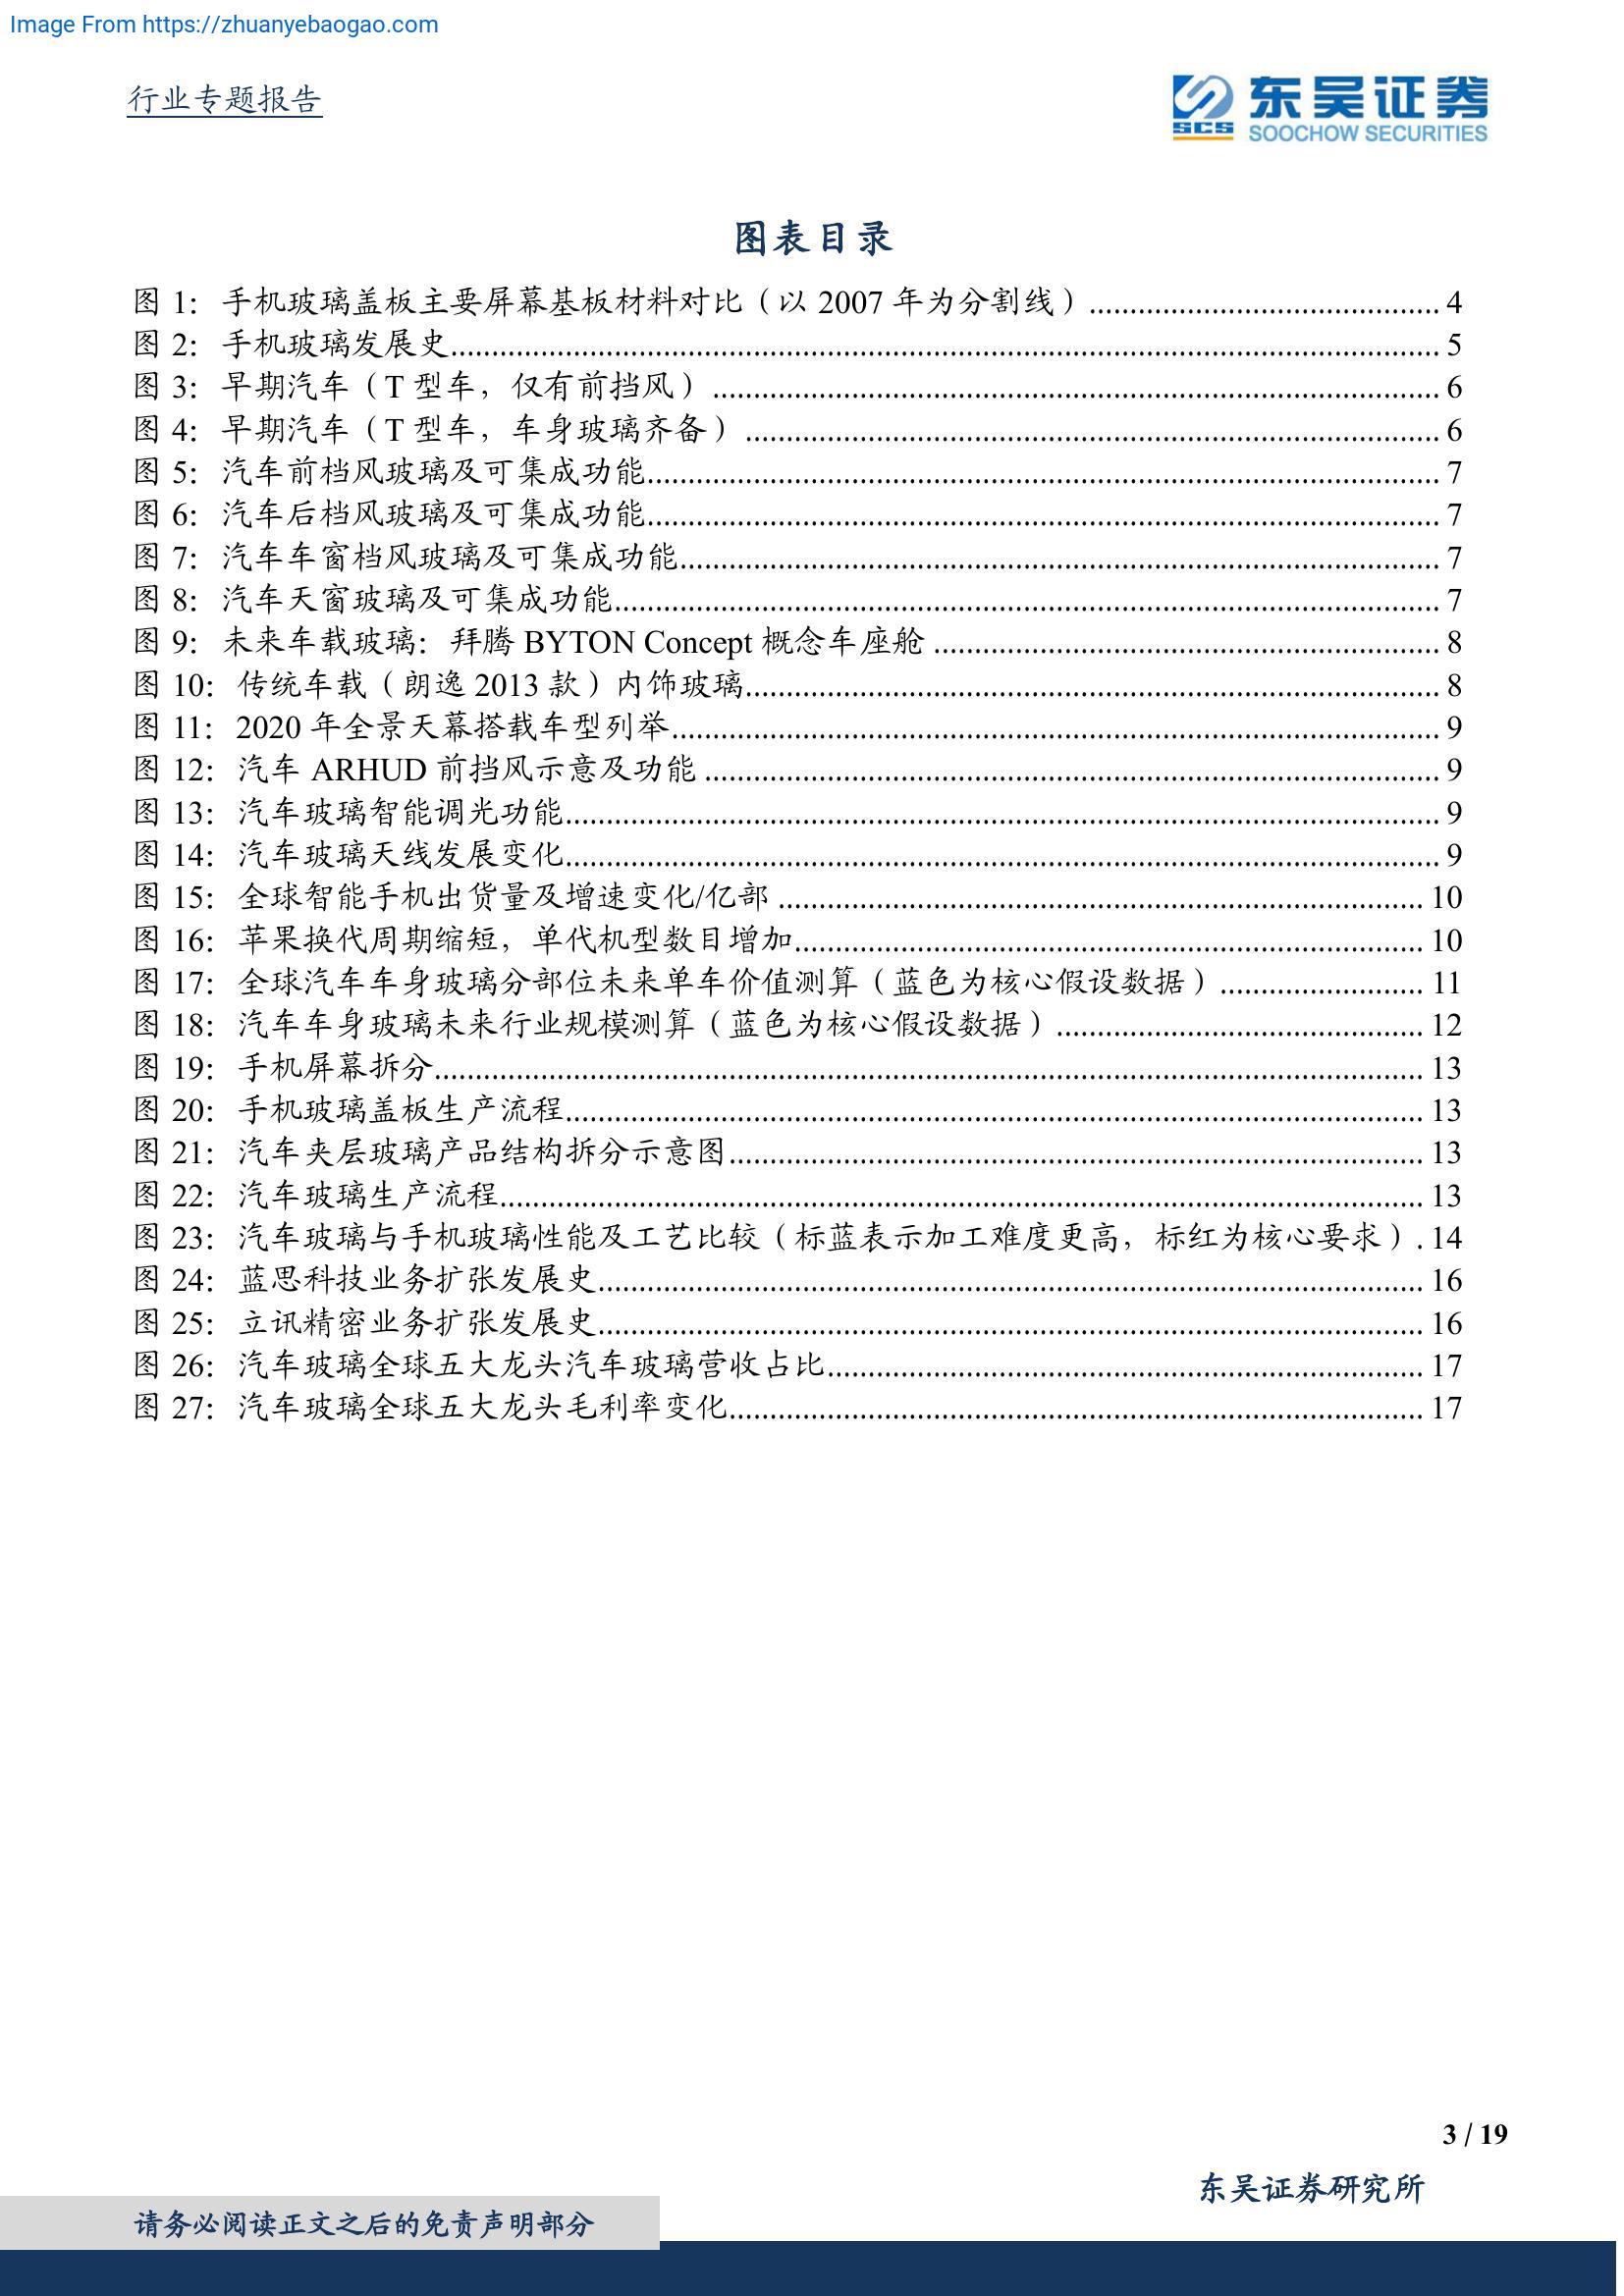 Image From https://zhuanyebaogao.com
行业专题报告
东吴证券
SCS
SOOCHOW SECURITIES
图表目录
图 1：手机玻璃盖板主要屏幕基板材料对比（以 2007 年为分割线）........................................... 4
图 2：手机玻璃发展史......................................................................................................................... 5
图 3：早期汽车（T 型车，仅有前挡风）......................................................................................... 6
图 4：早期汽车（T 型车，车身玻璃齐备）..................................................................................... 6
图 5：汽车前档风玻璃及可集成功能................................................................................................. 7
图 6：汽车后档风玻璃及可集成功能................................................................................................. 7
图 7：汽车车窗档风玻璃及可集成功能............................................................................................. 7
图 8：汽车天窗玻璃及可集成功能..................................................................................................... 7
图 9：未来车载玻璃：拜腾 BYTON Concept 概念车座舱 .............................................................. 8
图 10：传统车载（朗逸 2013 款）内饰玻璃..................................................................................... 8
图 11：2020 年全景天幕搭载车型列举.............................................................................................. 9
图 12：汽车 ARHUD 前挡风示意及功能 .......................................................................................... 9
图 13：汽车玻璃智能调光功能........................................................................................................... 9
图 14：汽车玻璃天线发展变化........................................................................................................... 9
图 15：全球智能手机出货量及增速变化/亿部 ............................................................................... 10
图 16：苹果换代周期缩短，单代机型数目增加............................................................................. 10
图 17：全球汽车车身玻璃分部位未来单车价值测算（蓝色为核心假设数据）......................... 11
图 18：汽车车身玻璃未来行业规模测算（蓝色为核心假设数据）............................................. 12
图 19：手机屏幕拆分......................................................................................................................... 13
图 20：手机玻璃盖板生产流程......................................................................................................... 13
图 21：汽车夹层玻璃产品结构拆分示意图..................................................................................... 13
图 22：汽车玻璃生产流程................................................................................................................. 13
图 23：汽车玻璃与手机玻璃性能及工艺比较（标蓝表示加工难度更高，标红为核心要求）. 14
图 24：蓝思科技业务扩张发展史..................................................................................................... 16
图 25：立讯精密业务扩张发展史..................................................................................................... 16
图 26：汽车玻璃全球五大龙头汽车玻璃营收占比......................................................................... 17
图 27：汽车玻璃全球五大龙头毛利率变化..................................................................................... 17
3 / 19
东吴证券研究所
请务必阅读正文之后的免责声明部分